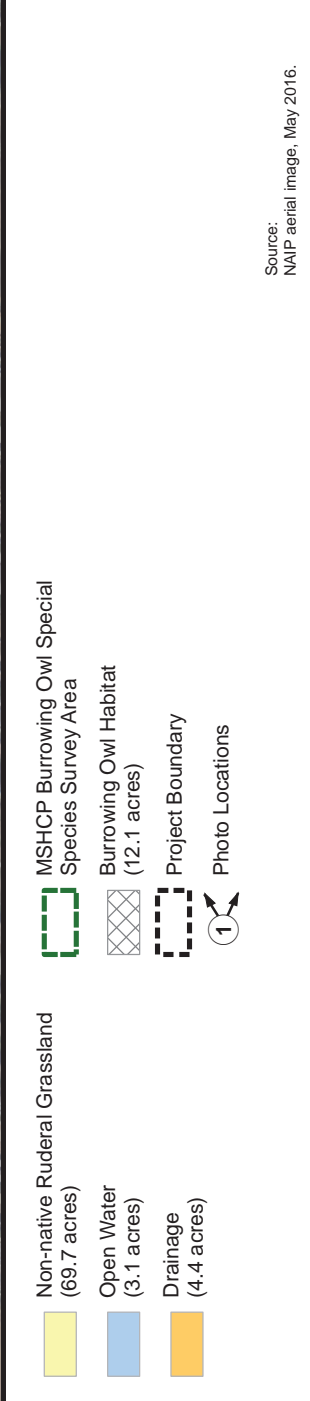 Non-native Ruderal Grassland
(69.7 acres)
Open Water
(3.1 acres)
Drainage
(4.4 acres)
MSHCP Burrowing Owl Special
Species Survey Area
Burrowing Owl Habitat
(12.1 acres)
Project Boundary
1
Photo Locations
Source:
NAIP aerial image, May 2016.